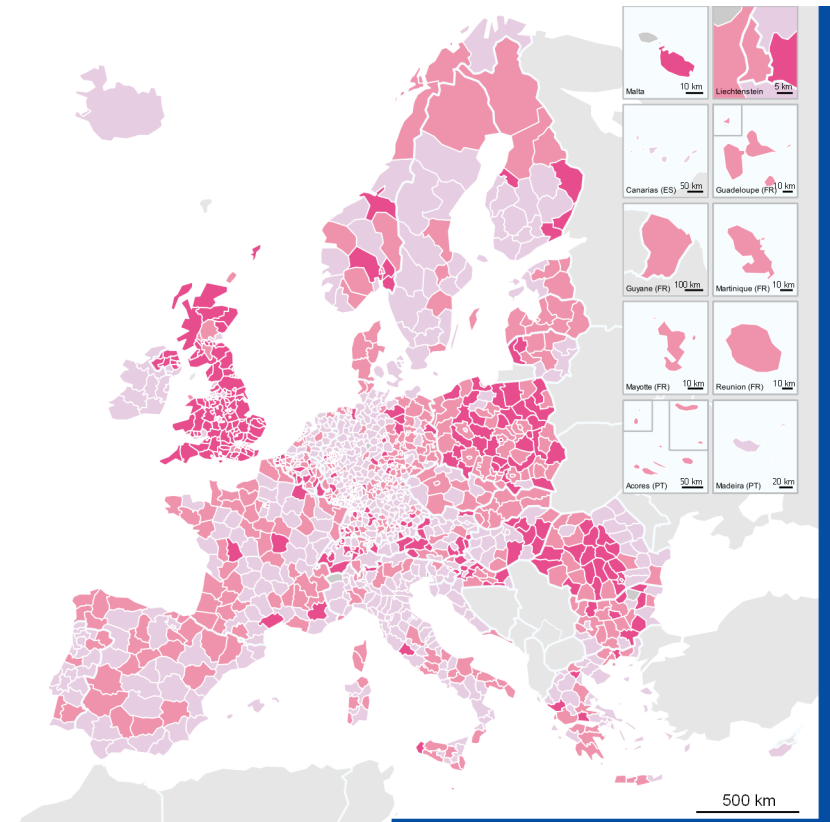 Malta 10 km
Liechtenstein 5 km
Canarias (ES) 50 km
Guadeloupe (FR) 10 km
Guyane (FR) 100 km
Martinique (FR) 10 km
Mayotte (FR) 10 km
Reunion (FR) 10 km
Acores (PT) 50 km
Madeira (PT) 20 km
500 km